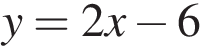 y = 2x − 6